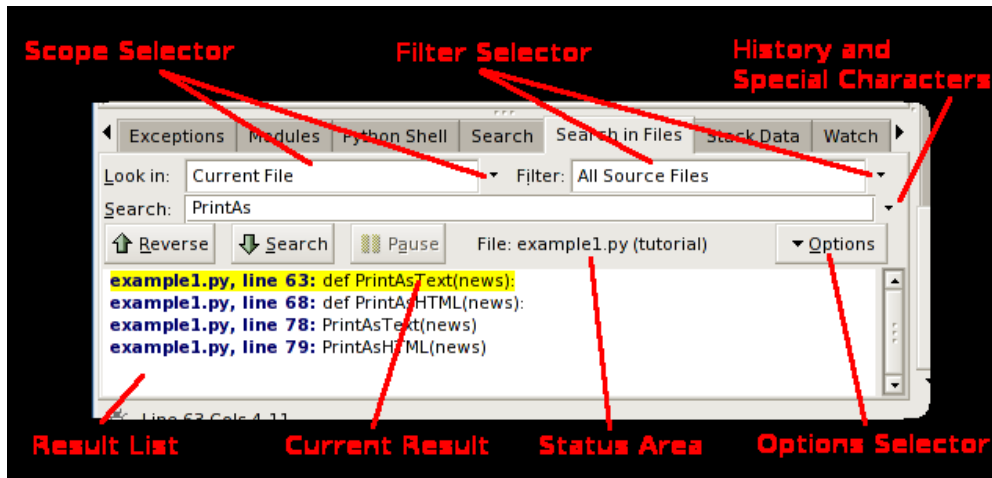 Scope Selector
Filter Selector
History and
Special Characters
Exceptions Modules Python Shell Search Search in Files Stack Data Watch
Look in: Current File Filter: All Source Files
Search: PrintAs
Reverse Search Pause File: example1.py (tutorial) Options
example1.py, line 63: def PrintAsText(news):
example1.py, line 68: def PrintAsHTML(news):
example1.py, line 78: PrintAsText(news)
example1.py, line 79: PrintAsHTML(news)
Line 63 Cols 4-11
Result List
Current Result
Status Area
Options Selector